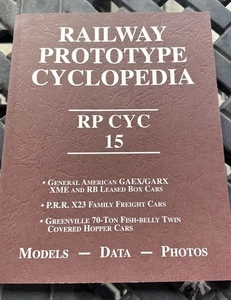 RAILWAY
PROTOTYPE
CYCLOPEDIA
RP CYC
15
• GENERAL AMERICAN GAEX/GARX
XME AND RB LEASED BOX CARS
• P.R.R. X23 FAMILY FREIGHT CARS
• GREENVILLE 70-TON FISH-BELLY TWIN
COVERED HOPPER CARS
MODELS — DATA — PHOTOS